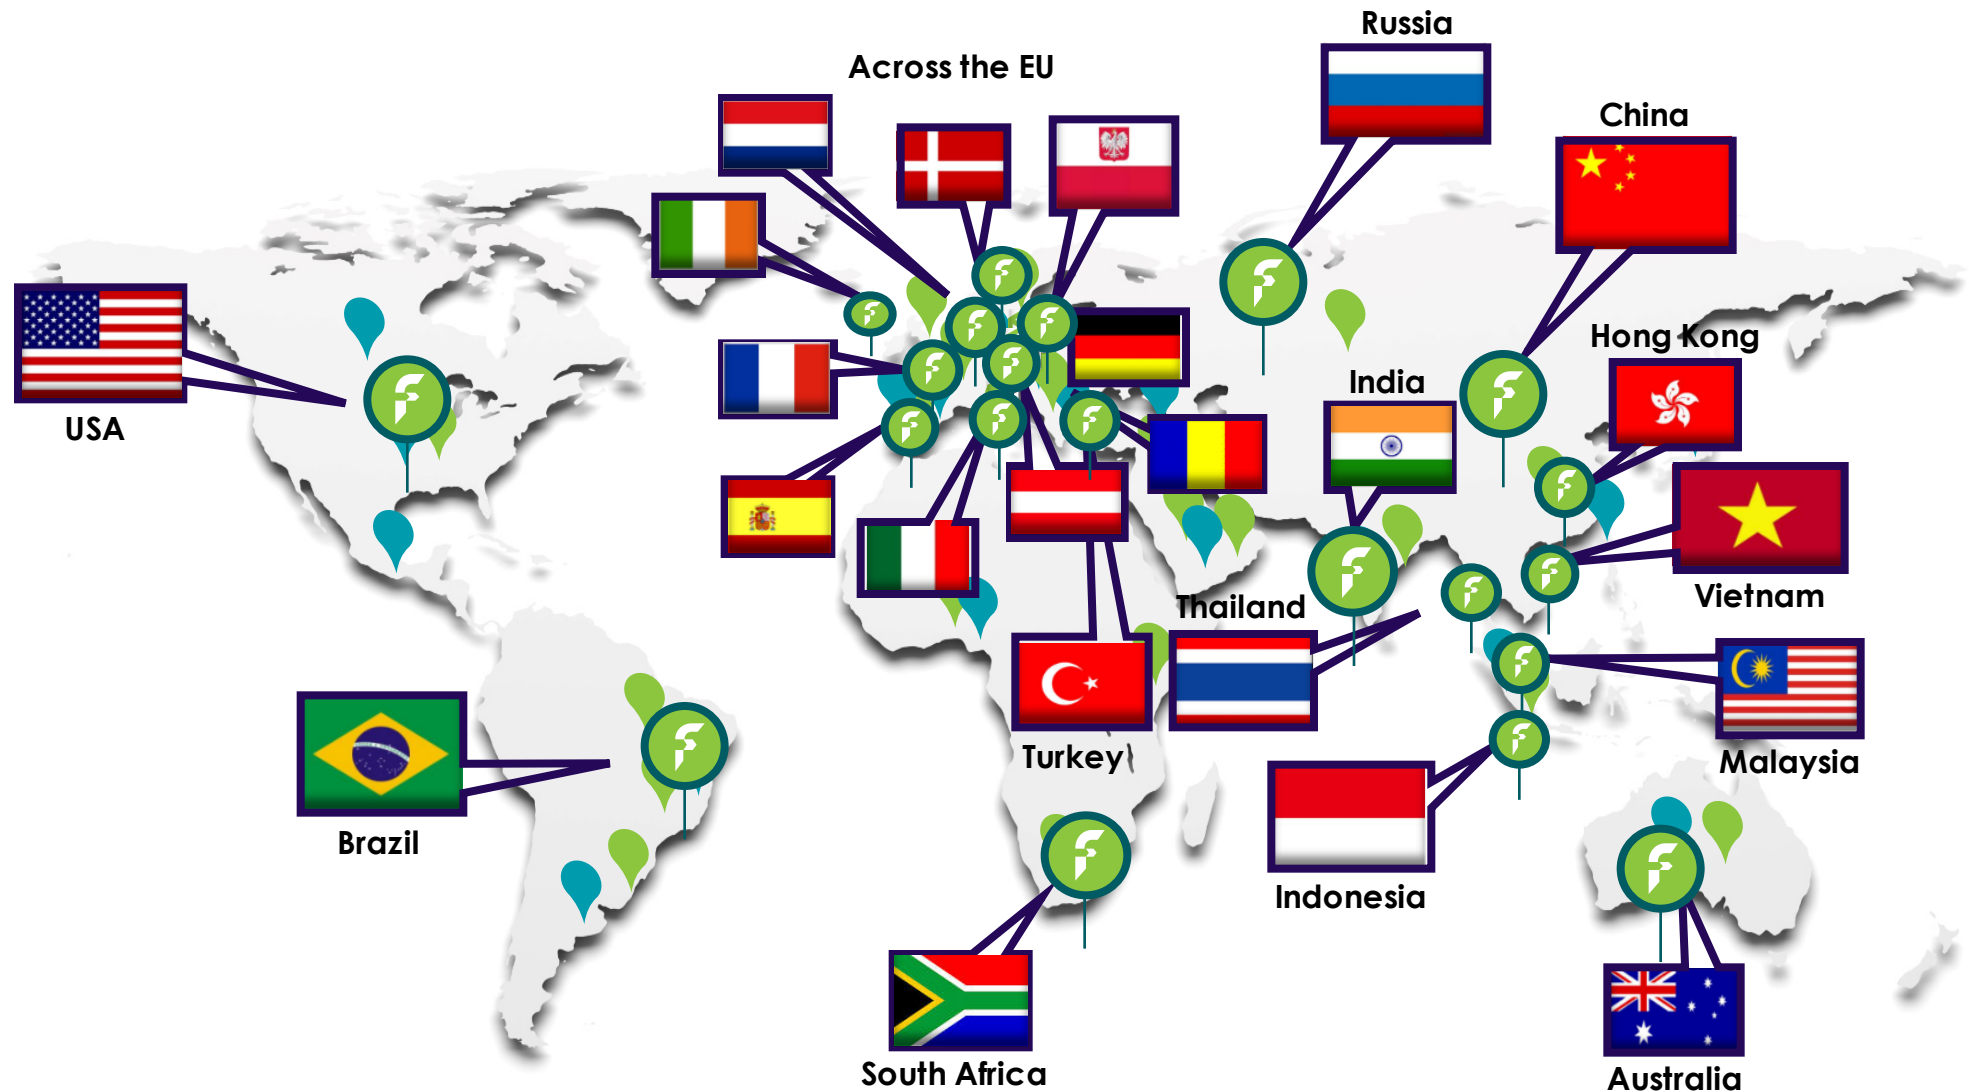 Russia
Across the EU
China
Hong Kong
India
USA
Thailand
Vietnam
Turkey
Malaysia
Brazil
Indonesia
South Africa
Australia